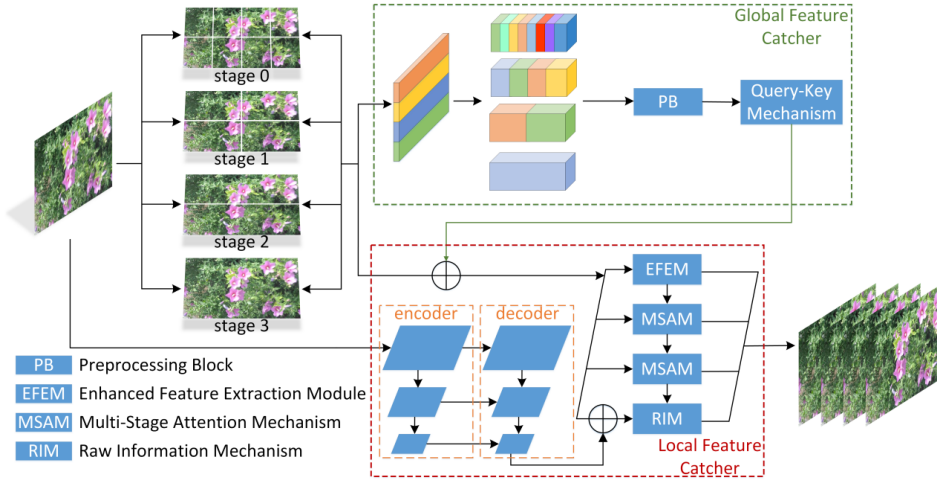 stage 0
stage 1
stage 2
stage 3
Global Feature
Catcher
PB
Query-Key
Mechanism
encoder
decoder
EFEM
MSAM
MSAM
RIM
Local Feature
Catcher
PB Preprocessing Block
EFEM Enhanced Feature Extraction Module
MSAM Multi-Stage Attention Mechanism
RIM Raw Information Mechanism